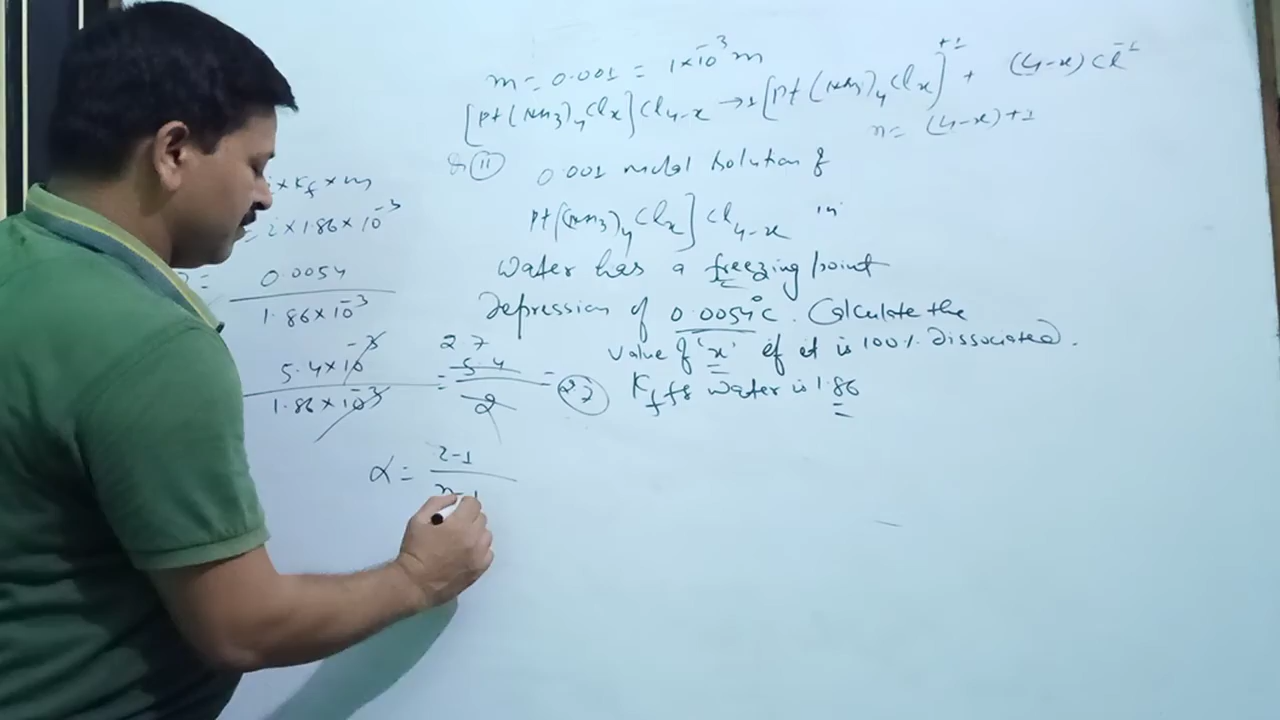 m = 0.001 = 1×10⁻³ m
[Pt(NH₃)₄Clx]Cl₄₋ₓ → 1[Pt(NH₃)₄Clx]⁺¹ + (4-x)Cl⁻¹
n = (4-x)+1
(11) 0.001 molal solution of
Pt(NH₃)₄Clx]Cl₄₋ₓ in
Water has a freezing point
Depression of 0.0054°C. Calculate the
value of 'x' if it is 100% Dissociated.
Kf for water is 1.86
× Kf × m
= i × 1.86 × 10⁻³
= 0.0054
1.86 × 10⁻³
5.4 × 10⁻³
1.86 × 10⁻³
= 2.7
5.4
2
= 2.7
α = i-1
n-1